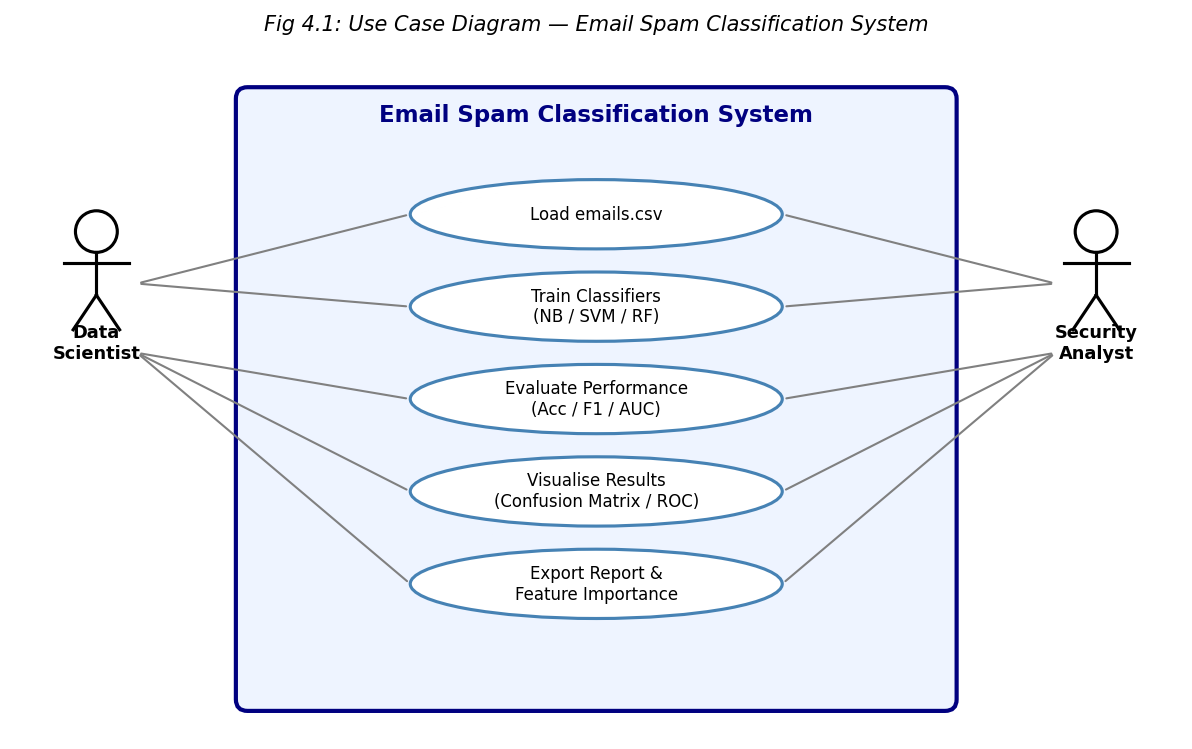 Fig 4.1: Use Case Diagram — Email Spam Classification System
Email Spam Classification System
Load emails.csv
Train Classifiers
(NB / SVM / RF)
Data
Scientist
Security
Analyst
Evaluate Performance
(Acc / F1 / AUC)
Visualise Results
(Confusion Matrix / ROC)
Export Report &
Feature Importance